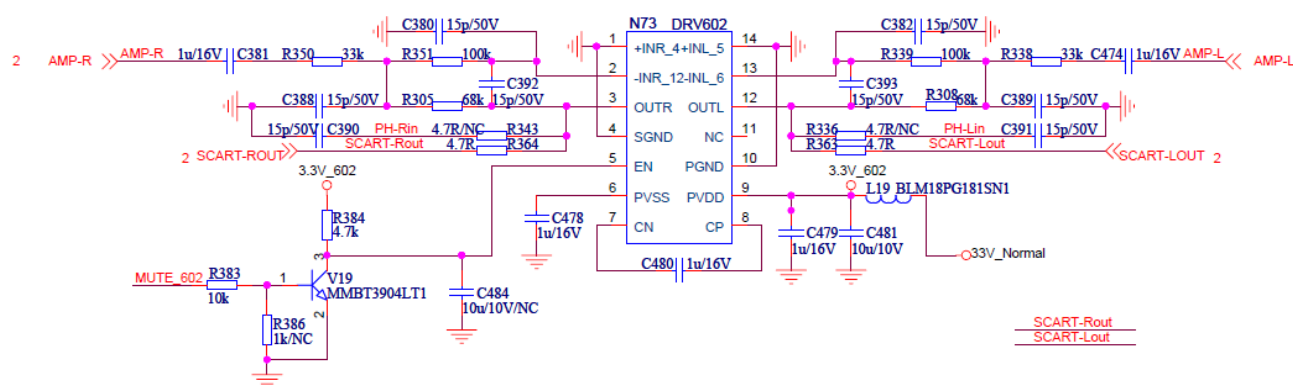 C380 15p/50V N73 DRV602 C382 15p/50V
AMP-R 1u/16V C381 R350 33k R351 100k 1 +INR_4 +INL_5 14 R339 100k R338 33k C474 1u/16V AMP-L
2 AMP-R AMP-L
C392 2 -INR_12 -INL_6 13 C393
C388 15p/50V R305 68k 15p/50V 3 OUTR OUTL 12 15p/50V R308 68k C389 15p/50V
15p/50V C390 PH-Rin 4.7R/NC R343 4 SGND NC 11 R336 4.7R/NC PH-Lin C391 15p/50V
2 SCART-ROUT SCART-Rout 4.7R R364 R363 4.7R SCART-Lout SCART-LOUT 2
3.3V_602 5 EN PGND 10 3.3V_602
6 PVSS PVDD 9 L19 BLM18PG181SN1
R384 4.7k C478 1u/16V 7 CN CP 8 C479 1u/16V C481 10u/10V
33V_Normal
C480 1u/16V
MUTE_602 R383 10k 1 3 V19 MMBT3904LT1 2
C484 10u/10V/NC
R386 1k/NC
SCART-Rout
SCART-Lout